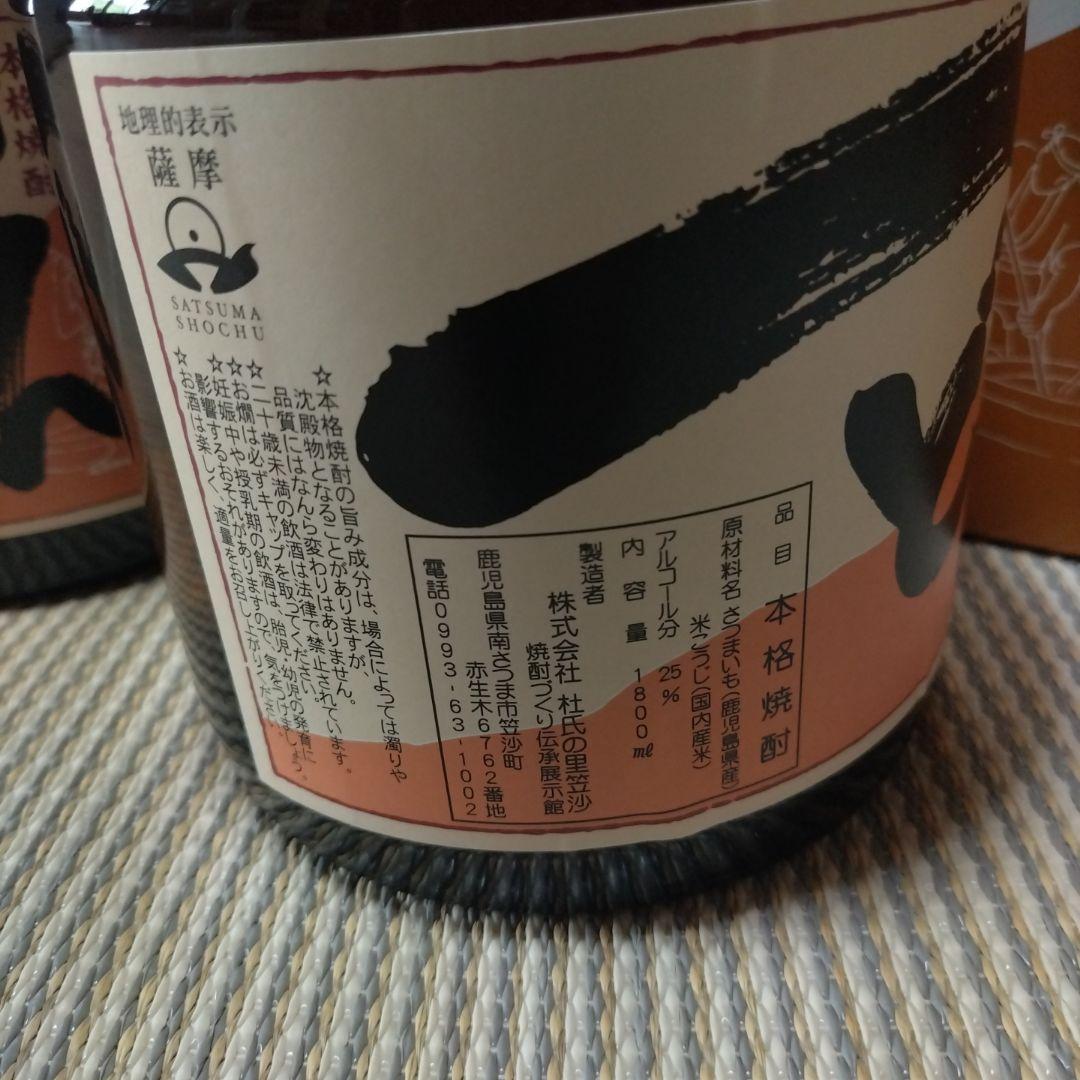 地理的表示
薩摩
SATSUMA
SHOCHU
☆本格焼酎の旨み成分は、場合によっては濁りや
沈殿物となることがありますが、
品質にはなんら変わりはありません。
☆二十歳未満の飲酒は法律で禁止されています。
☆お燗は必ずキャップを取ってください。
☆妊娠中や授乳期の飲酒は、胎児・幼児の発育に
影響するおそれがありますので、気をつけましょう。
☆お酒は楽しく、適量をお召し上がりください。
品目 本格焼酎
原材料名 さつまいも(鹿児島県産)
米こうじ(国内産米)
アルコール分 25%
内容量 1800㎖
製造者
株式会社 杜氏の里笠沙
焼酎づくり伝承展示館
鹿児島県南さつま市笠沙町
赤生木6762番地
電話0993-63-1002
本格焼酎